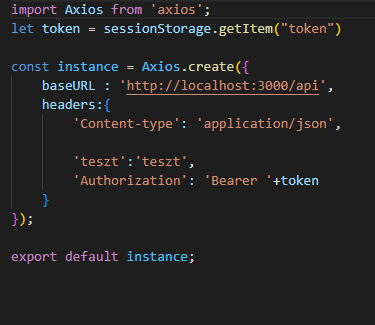 import Axios from 'axios';
let token = sessionStorage.getItem("token")
const instance = Axios.create({
baseURL : 'http://localhost:3000/api',
headers:{
'Content-type': 'application/json',
'teszt':'teszt',
'Authorization': 'Bearer '+token
}
});
export default instance;